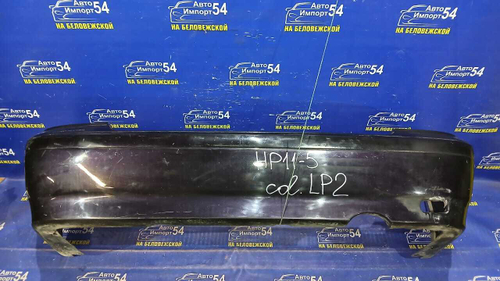 Авто 54
Импорт
НА БЕЛОВЕЖСКОЙ
HP11-5
col. LP2